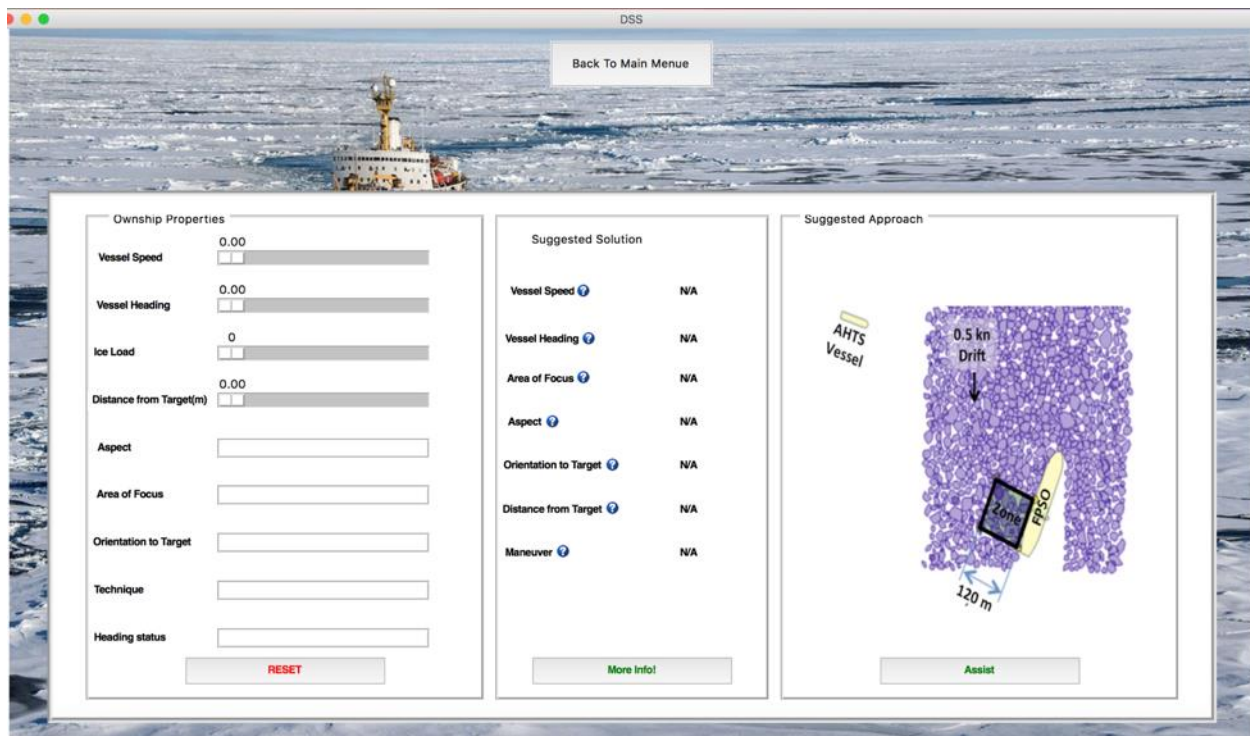 DSS
Back To Main Menue
Ownship Properties
0.00
Vessel Speed
0.00
Vessel Heading
0
Ice Load
0.00
Distance from Target(m)
Aspect
Area of Focus
Orientation to Target
Technique
Heading status
RESET
Suggested Solution
Vessel Speed ? N/A
Vessel Heading ? N/A
Area of Focus ? N/A
Aspect ? N/A
Orientation to Target ? N/A
Distance from Target ? N/A
Maneuver ? N/A
More Info!
Suggested Approach
AHTS
Vessel
0.5 kn
Drift
Zone
FPSO
120 m
Assist